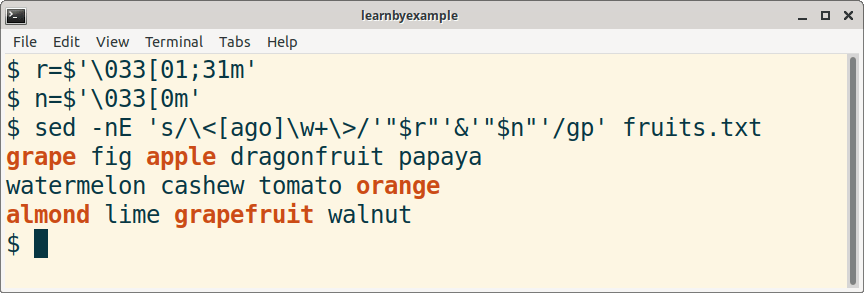 learnbyexample
File Edit View Terminal Tabs Help
$ r=$'\033[01;31m'
$ n=$'\033[0m'
$ sed -nE 's/\<[ago]\w+\>/'"$r"'&'"$n"'/gp' fruits.txt
grape fig apple dragonfruit papaya
watermelon cashew tomato orange
almond lime grapefruit walnut
$